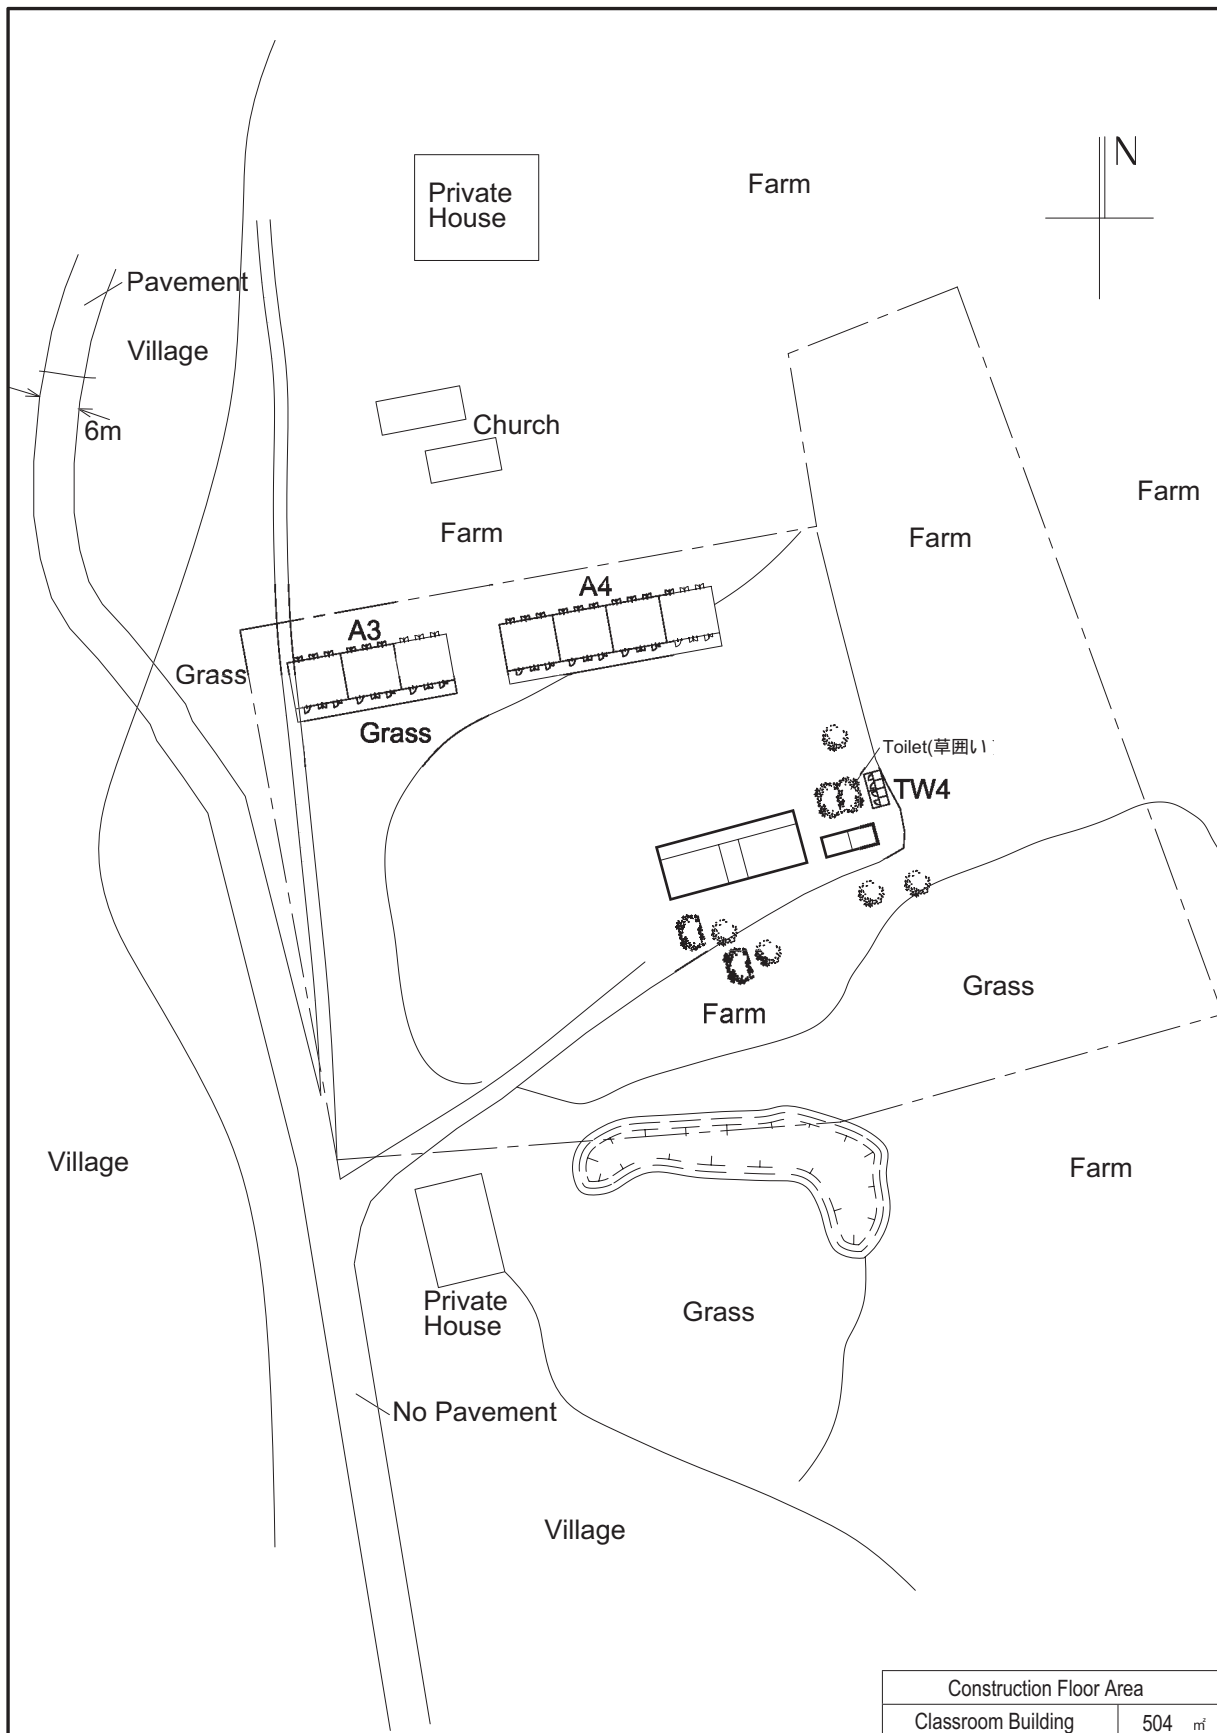 N
Private
House
Farm
Pavement
Village
6m
Church
Farm
Farm
Farm
A4
A3
Grass
Grass
Toilet(草囲い
TW4
Grass
Farm
Village
Farm
Private
House
Grass
No Pavement
Village
Construction Floor Area
Classroom Building 504 ㎡